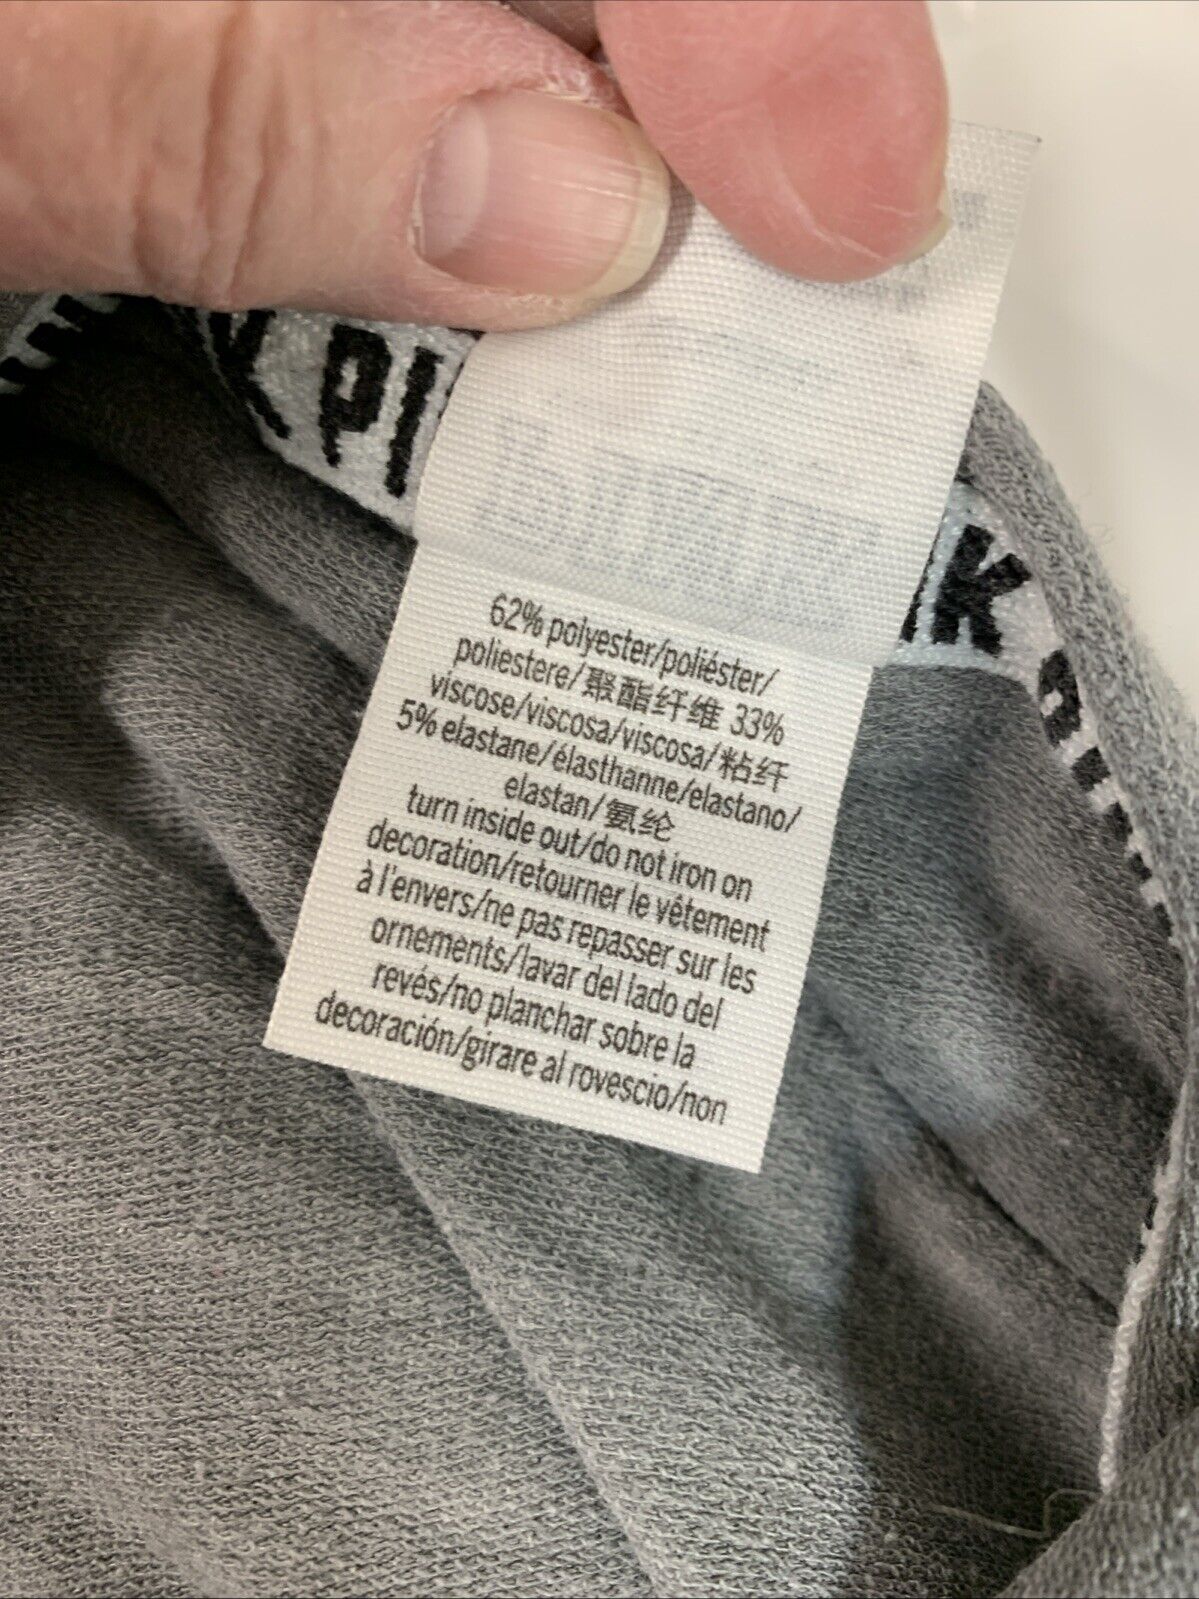 K PI
NK
62% polyester/poliéster/
poliestere/聚酯纤维 33%
viscose/viscosa/viscosa/粘纤
5% elastane/élasthanne/elastano/
elastan/氨纶
turn inside out/do not iron on
decoration/retourner le vêtement
à l'envers/ne pas repasser sur les
ornements/lavar del lado del
revés/no planchar sobre la
decoración/girare al rovescio/non